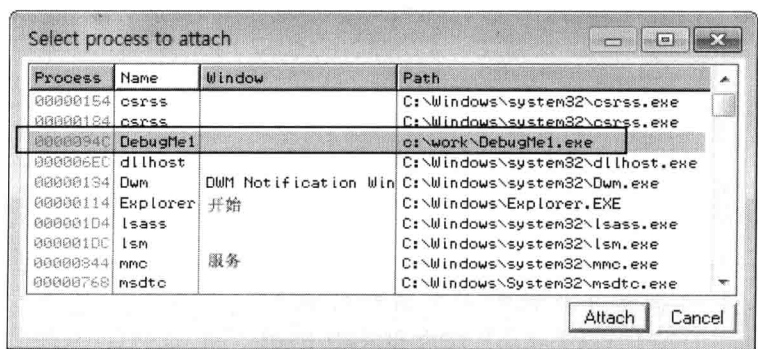 Select process to attach
Process Name Window Path
00000154 csrss C:\Windows\system32\csrss.exe
00000184 csrss C:\Windows\system32\csrss.exe
0000094C DebugMe1 c:\work\DebugMe1.exe
000006EC dllhost C:\Windows\system32\dllhost.exe
00000134 Dwm DWM Notification Win C:\Windows\system32\Dwm.exe
00000114 Explorer 开始 C:\Windows\Explorer.EXE
000001D4 lsass C:\Windows\system32\lsass.exe
000001DC lsm C:\Windows\system32\lsm.exe
00000844 mmc 服务 C:\Windows\system32\mmc.exe
00000768 msdtc C:\Windows\System32\msdtc.exe
Attach Cancel